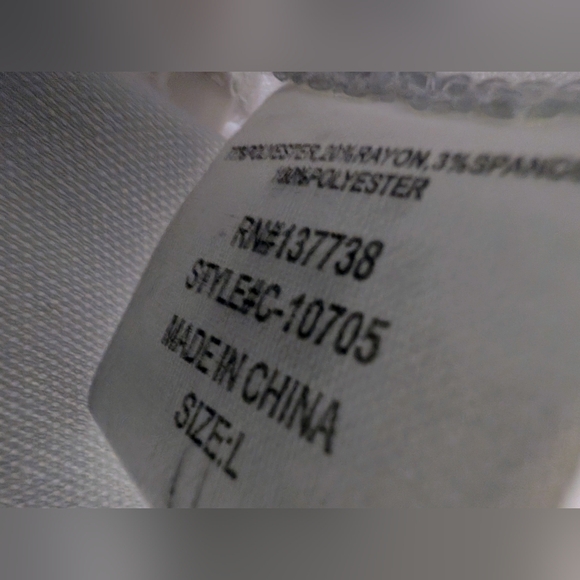 77%POLYESTER,20%RAYON,3%SPANDEX
100%POLYESTER
RN#137738
STYLE#C-10705
MADE IN CHINA
SIZE:L